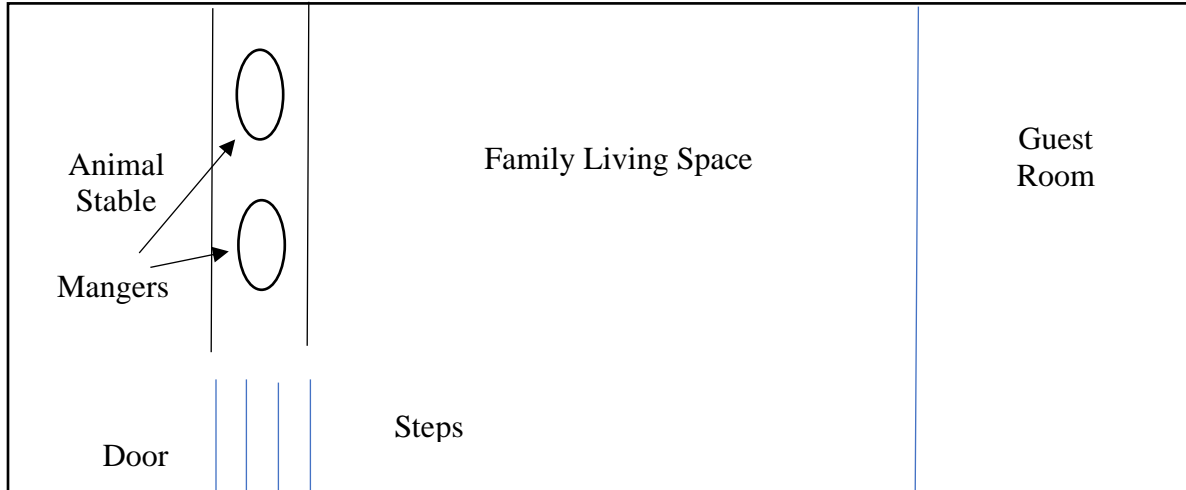 Animal
Stable
Mangers
Family Living Space
Guest
Room
Steps
Door